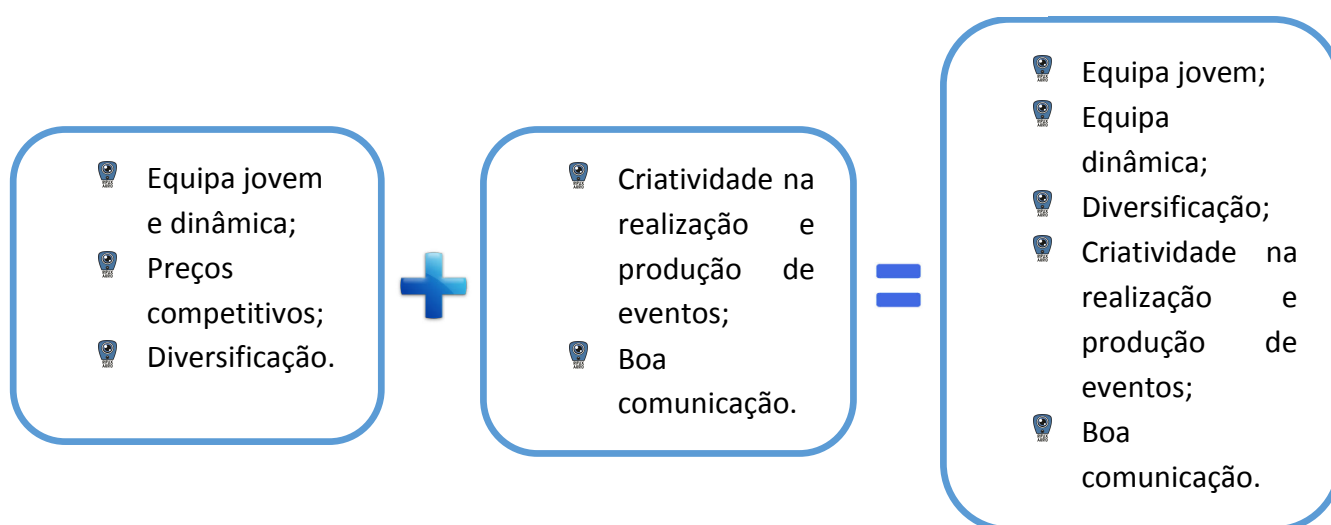 Equipa jovem
e dinâmica;
Preços
competitivos;
Diversificação.
Criatividade na
realização e
produção de
eventos;
Boa
comunicação.
Equipa jovem;
Equipa
dinâmica;
Diversificação;
Criatividade na
realização e
produção de
eventos;
Boa
comunicação.